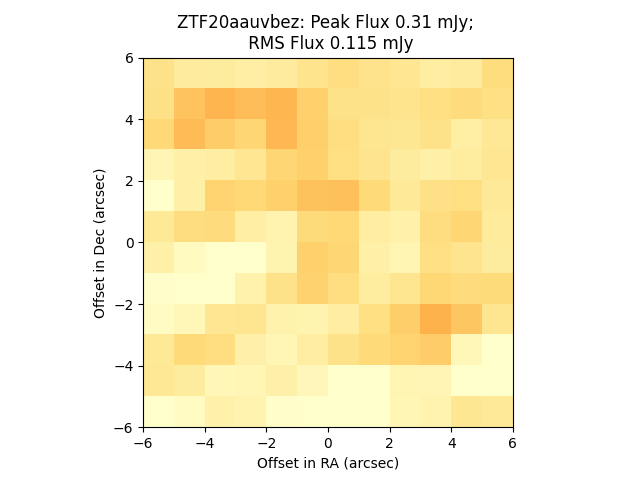 ZTF20aauvbez: Peak Flux 0.31 mJy;
RMS Flux 0.115 mJy
6
4
2
0
−2
−4
−6
Offset in Dec (arcsec)
−6 −4 −2 0 2 4 6
Offset in RA (arcsec)